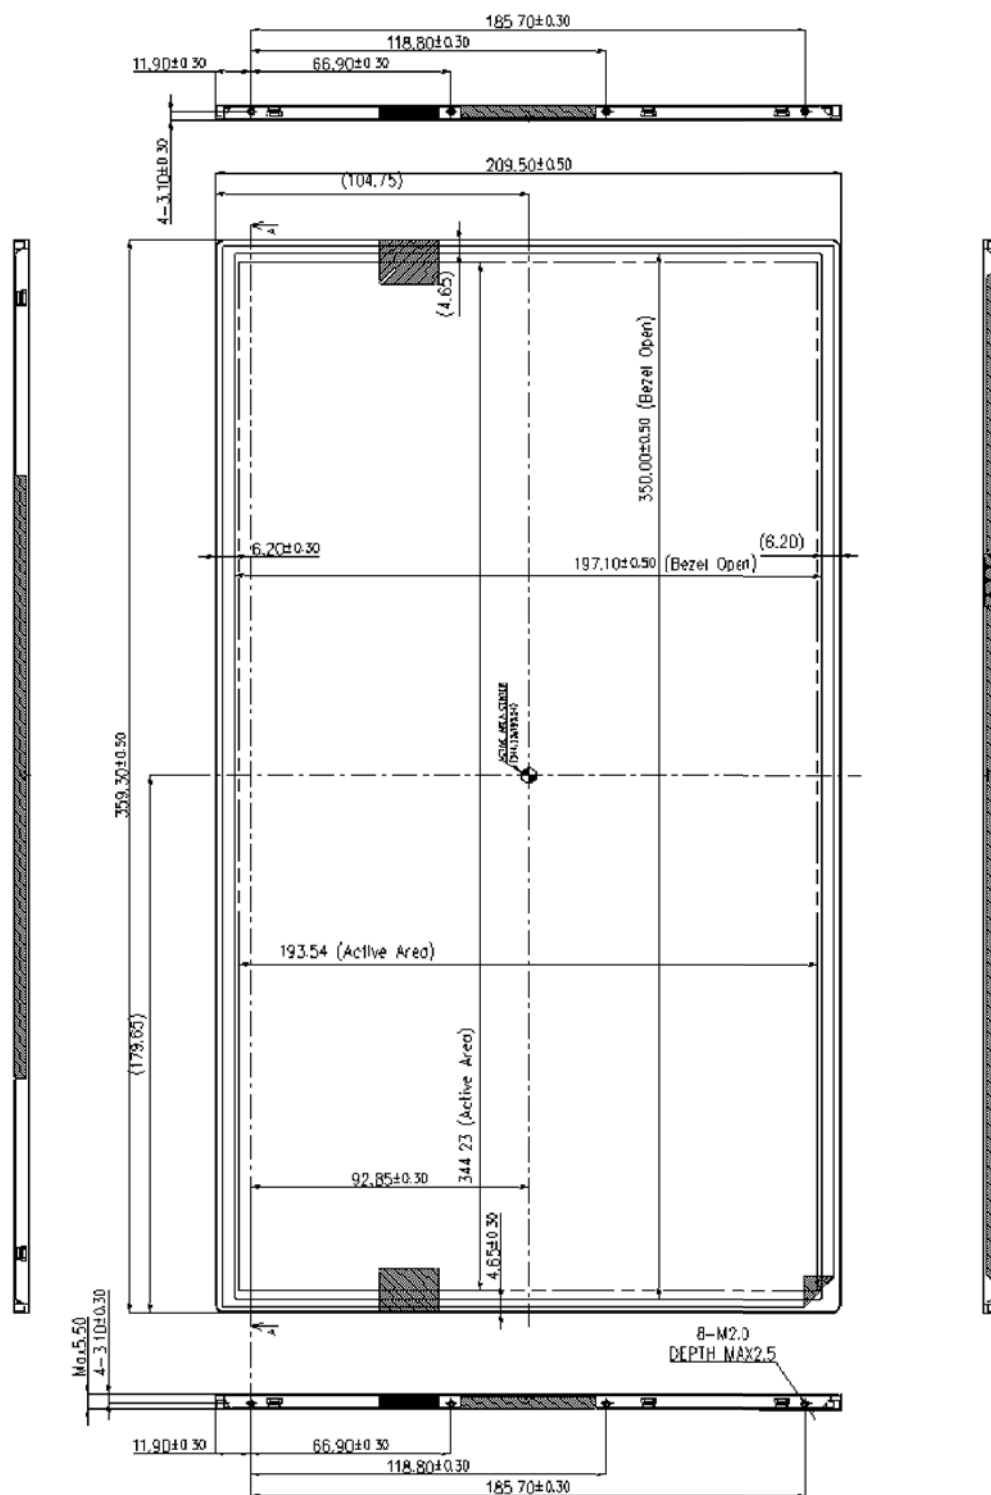 185.70±0.30
118.80±0.30
11.90±0.30
66.90±0.30
4-3.10±0.30
209.50±0.50
(104.75)
A
(4.65)
350.00±0.50 (Bezel Open)
6.20±0.30
(6.20)
197.10±0.50 (Bezel Open)
359.30±0.50
193.54 (Active Area)
(179.65)
344.23 (Active Area)
92.85±0.30
4.65±0.30
A
8-M2.0
DEPTH MAX2.5
Max5.50
4-3.10±0.30
11.90±0.30
66.90±0.30
118.80±0.30
185.70±0.30